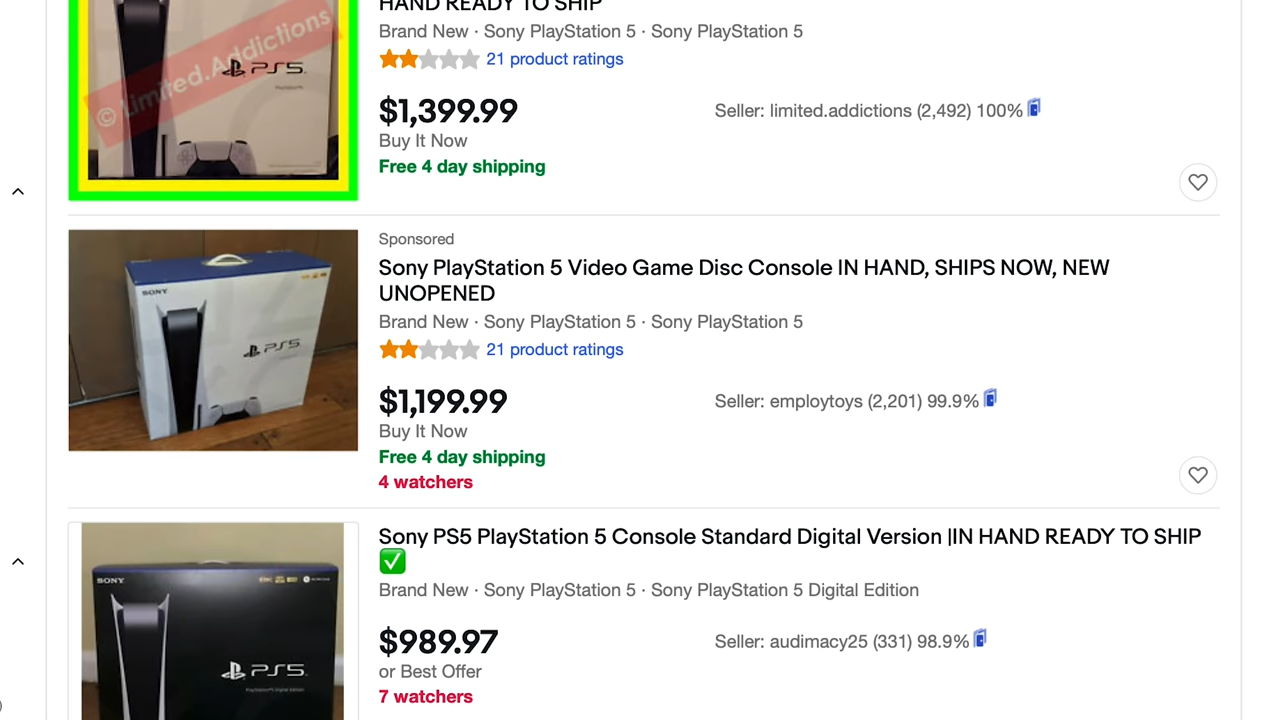 HAND READY TO SHIP
Brand New · Sony PlayStation 5 · Sony PlayStation 5
21 product ratings
© Limited.Addictions
PS5
$1,399.99
Seller: limited.addictions (2,492) 100%
Buy It Now
Free 4 day shipping
Sponsored
Sony PlayStation 5 Video Game Disc Console IN HAND, SHIPS NOW, NEW
UNOPENED
SONY
PS5
Brand New · Sony PlayStation 5 · Sony PlayStation 5
21 product ratings
$1,199.99
Seller: employtoys (2,201) 99.9%
Buy It Now
Free 4 day shipping
4 watchers
Sony PS5 PlayStation 5 Console Standard Digital Version |IN HAND READY TO SHIP
✅
SONY
Brand New · Sony PlayStation 5 · Sony PlayStation 5 Digital Edition
$989.97
Seller: audimacy25 (331) 98.9%
PS5
or Best Offer
7 watchers